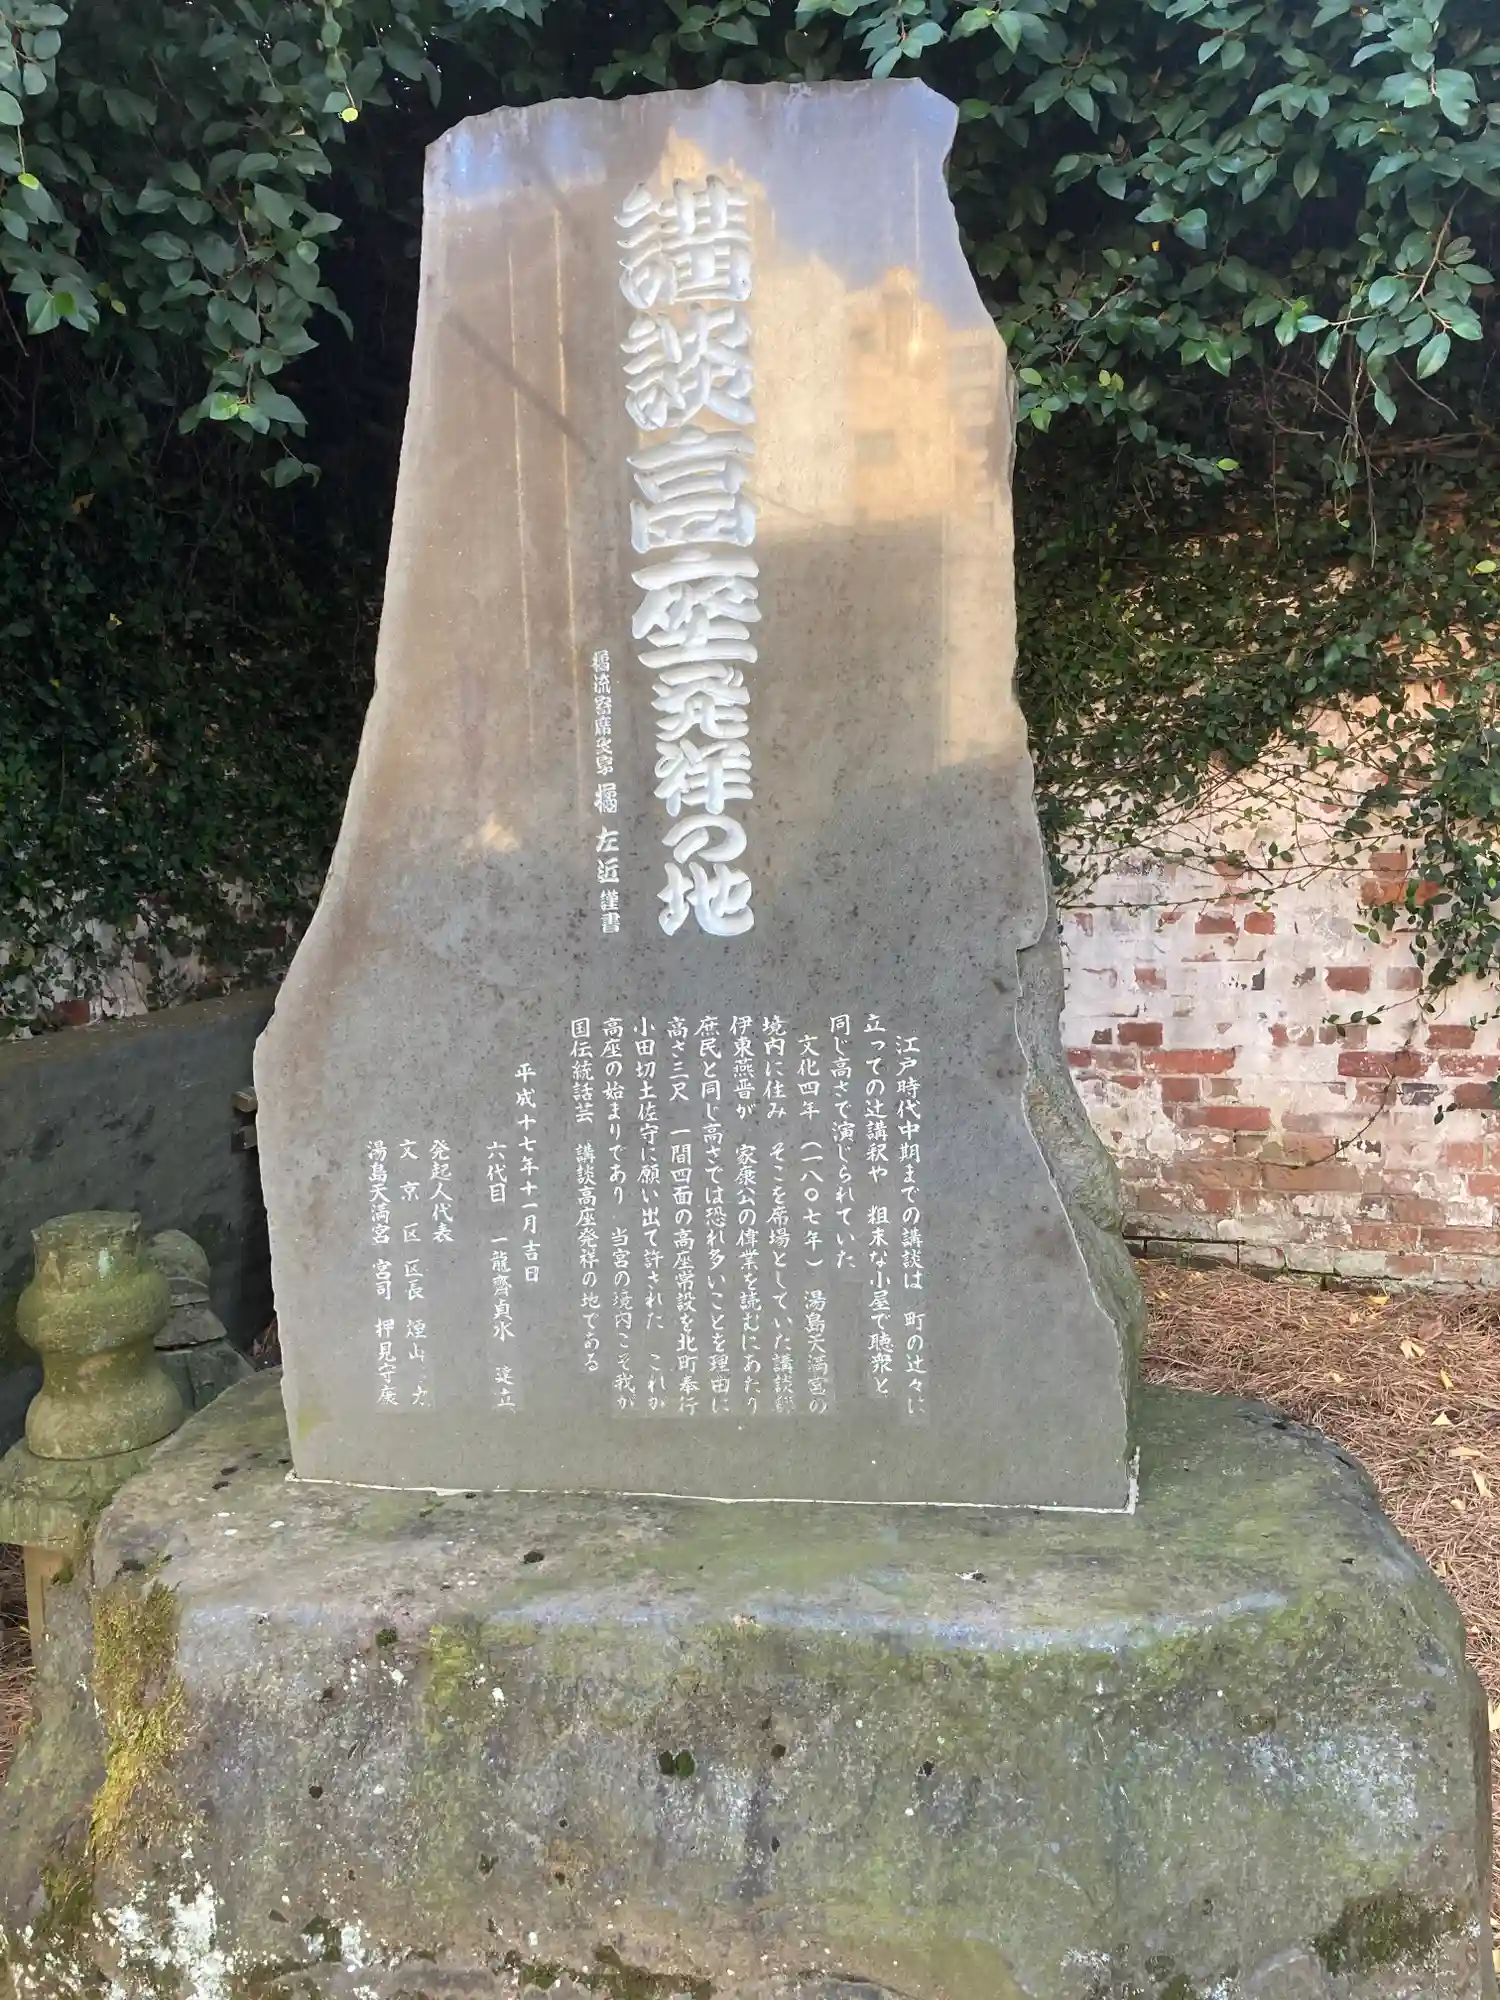 講談高座発祥の地
橘流寄席文字家 橘 左近 謹書
江戸時代中期までの講談は 町の辻々に
立っての辻講釈や 粗末な小屋で聴衆と
同じ高さで演じられていた
文化四年(一八〇七年) 湯島天満宮の
境内に住み そこを席場としていた講談師
伊東燕晋が 家康公の偉業を読むにあたり
庶民と同じ高さでは恐れ多いことを理由に
高さ三尺 一間四面の高座常設を北町奉行
小田切土佐守に願い出て許された これが
高座の始まりであり 当宮の境内こそ我が
国伝統話芸 講談高座発祥の地である
平成十七年十一月吉日
六代目 一龍齋貞水 建立
発起人代表
文京区 区長 煙山 力
湯島天満宮 宮司 押見守康